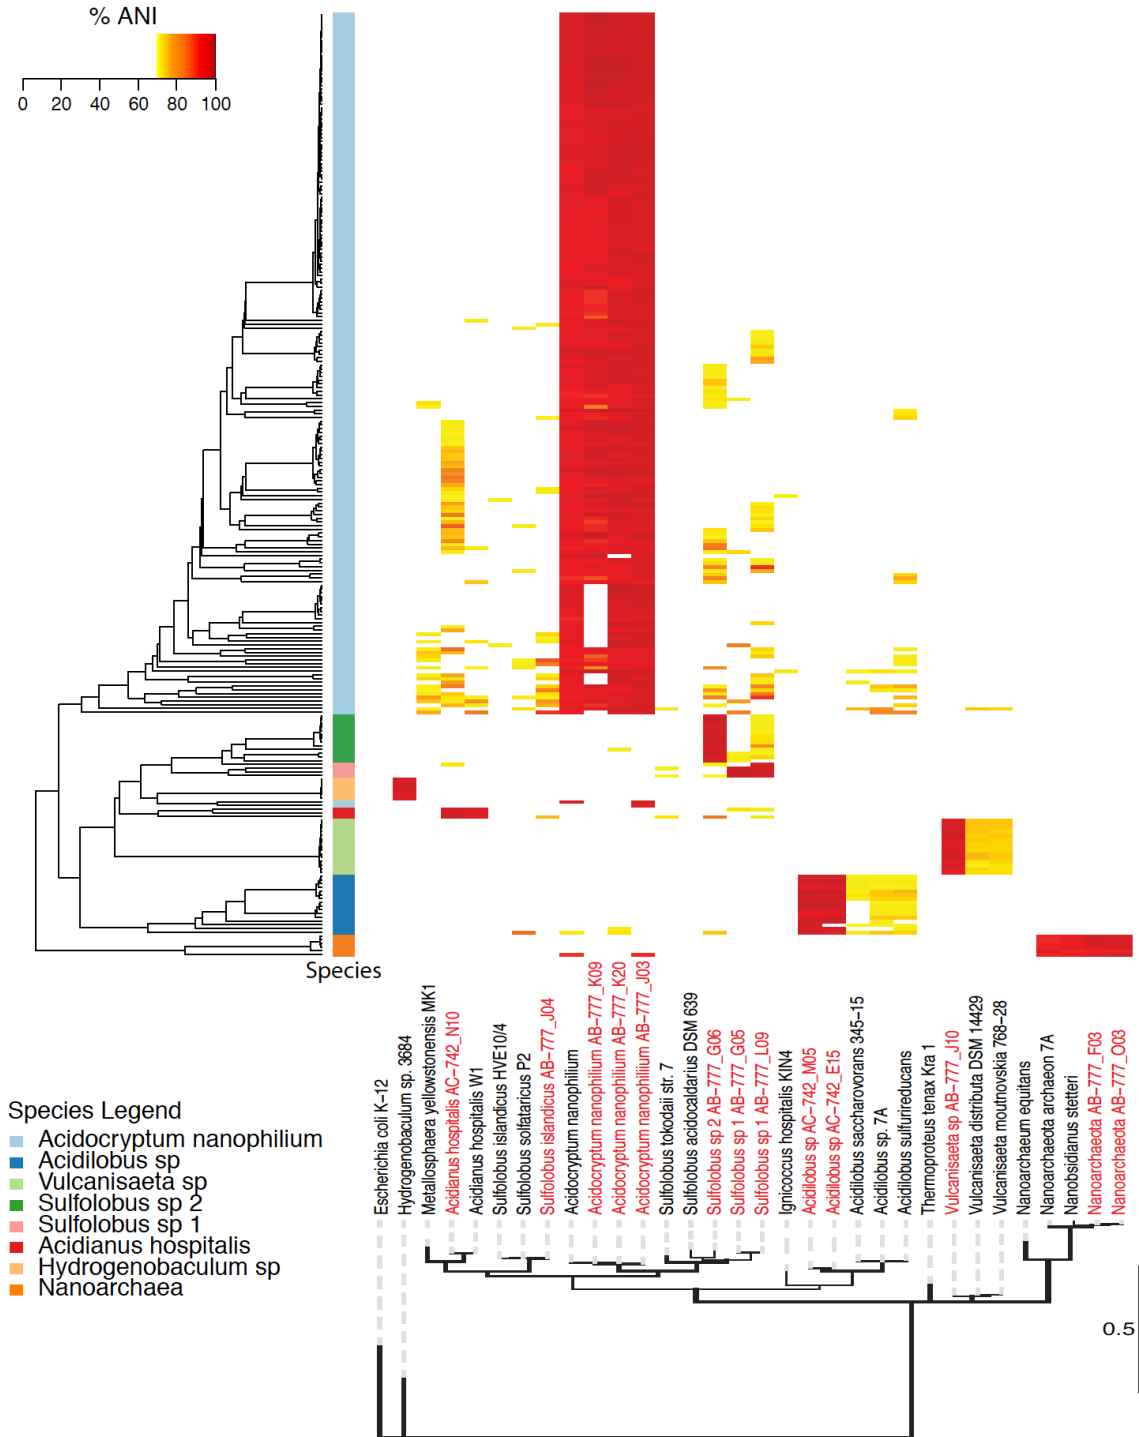 % ANI
0 20 40 60 80 100
Species
Escherichia coli K−12
Hydrogenobaculum sp. 3684
Metallosphaera yellowstonensis MK1
Acidianus hospitalis AC−742_N10
Acidianus hospitalis W1
Sulfolobus islandicus HVE10/4
Sulfolobus solfataricus P2
Sulfolobus islandicus AB−777_J04
Acidocryptum nanophilium
Acidocryptum nanophilium AB−777_K09
Acidocryptum nanophilium AB−777_K20
Acidocryptum nanophilium AB−777_J03
Sulfolobus tokodaii str. 7
Sulfolobus acidocaldarius DSM 639
Sulfolobus sp 2 AB−777_G06
Sulfolobus sp 1 AB−777_G05
Sulfolobus sp 1 AB−777_L09
Ignicoccus hospitalis KIN4
Acidilobus sp AC−742_M05
Acidilobus sp AC−742_E15
Acidilobus saccharovorans 345−15
Acidilobus sp. 7A
Acidilobus sulfurireducans
Thermoproteus tenax Kra 1
Vulcanisaeta sp AB−777_J10
Vulcanisaeta distributa DSM 14429
Vulcanisaeta moutnovskia 768−28
Nanoarchaeum equitans
Nanoarchaeota archaeon 7A
Nanobsidianus stetteri
Nanoarchaeota AB−777_F03
Nanoarchaeota AB−777_O03
Species Legend
Acidocryptum nanophilium
Acidilobus sp
Vulcanisaeta sp
Sulfolobus sp 2
Sulfolobus sp 1
Acidianus hospitalis
Hydrogenobaculum sp
Nanoarchaea
0.5